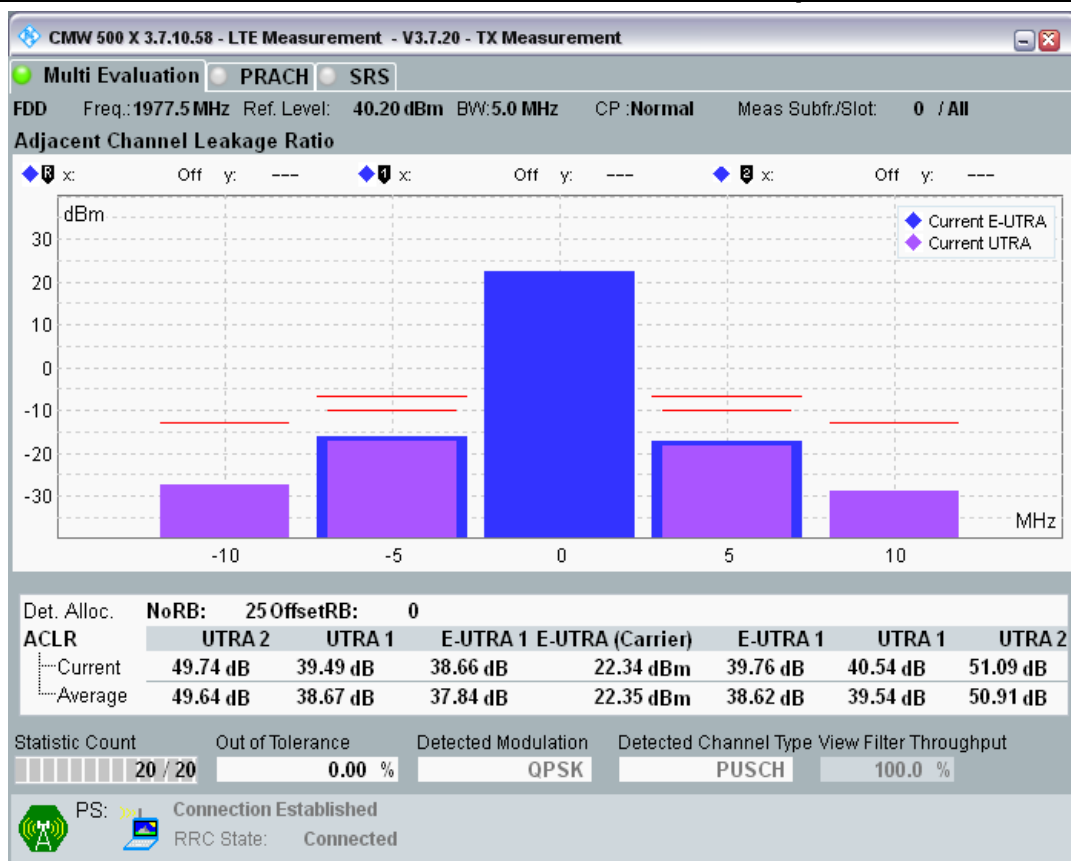 CMW 500 X 3.7.10.58 - LTE Measurement - V3.7.20 - TX Measurement
Multi Evaluation PRACH SRS
FDD Freq.: 1977.5 MHz Ref. Level: 40.20 dBm BW: 5.0 MHz CP : Normal Meas Subfr./Slot: 0 / All
Adjacent Channel Leakage Ratio
R x: Off y: --- 1 x: Off y: --- 2 x: Off y: ---
dBm
Current E-UTRA
Current UTRA
30
20
10
0
-10
-20
-30
MHz
-10 -5 0 5 10
Det. Alloc. NoRB: 25 OffsetRB: 0
ACLR UTRA 2 UTRA 1 E-UTRA 1 E-UTRA (Carrier) E-UTRA 1 UTRA 1 UTRA 2
Current 49.74 dB 39.49 dB 38.66 dB 22.34 dBm 39.76 dB 40.54 dB 51.09 dB
Average 49.64 dB 38.67 dB 37.84 dB 22.35 dBm 38.62 dB 39.54 dB 50.91 dB
Statistic Count Out of Tolerance Detected Modulation Detected Channel Type View Filter Throughput
20 / 20 0.00 % QPSK PUSCH 100.0 %
PS: Connection Established
RRC State: Connected